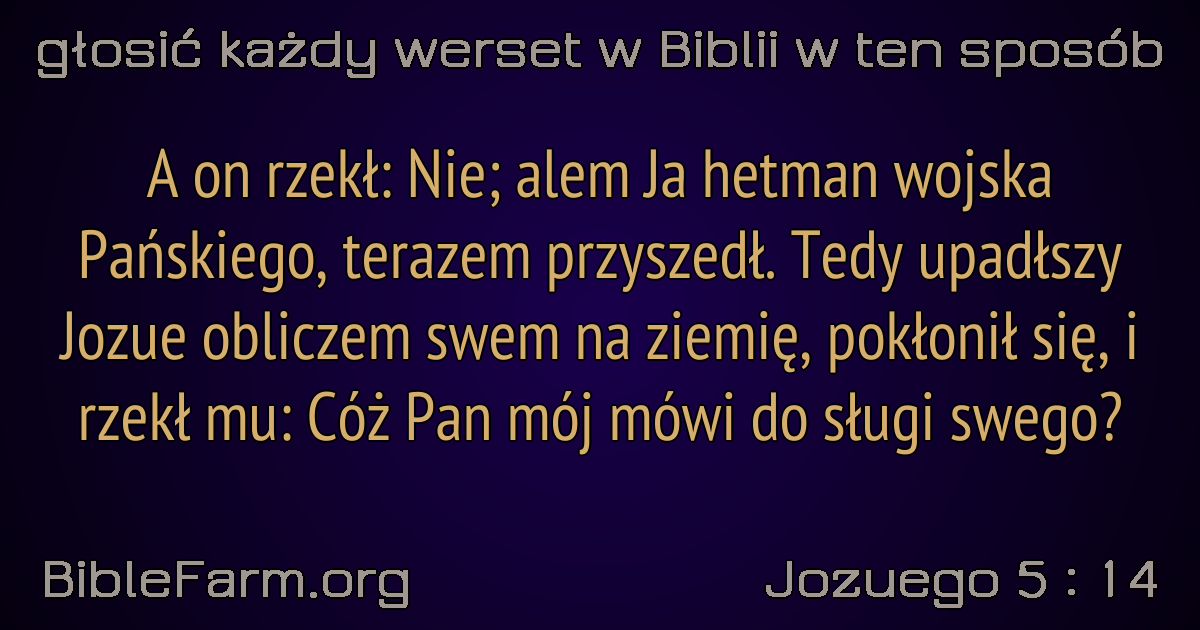 głosić każdy werset w Biblii w ten sposób
A on rzekł: Nie; alem Ja hetman wojska
Pańskiego, terazem przyszedł. Tedy upadłszy
Jozue obliczem swem na ziemię, pokłonił się, i
rzekł mu: Cóż Pan mój mówi do sługi swego?
BibleFarm.org
Jozuego 5 : 14